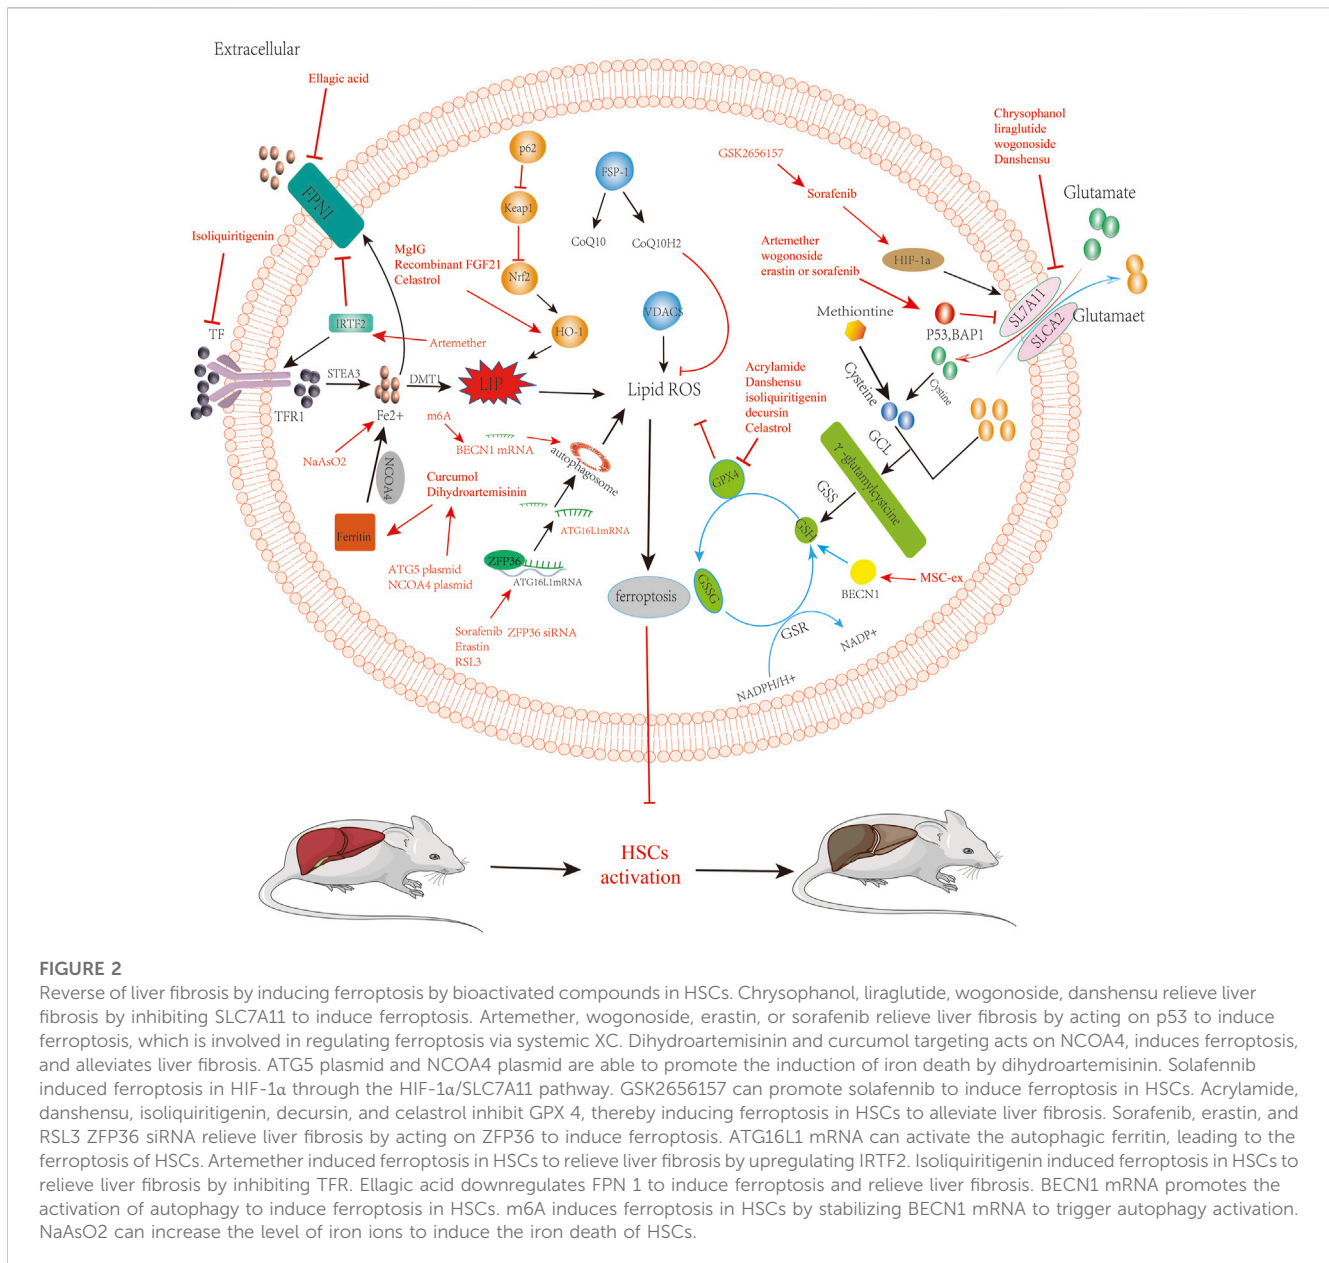 Extracellular
Ellagic acid
FPN1
Isoliquiritigenin
TF
IRTF2
Artemether
STEA3
TFR1
Fe2+
DMT1
LIP
NaAsO2
NCOA4
Ferritin
Curcumol
Dihydroartemisinin
ATG5 plasmid
NCOA4 plasmid
p62
Keap1
Nrf2
HO-1
MgIG
Recombinant FGF21
Celastrol
FSP-1
CoQ10
CoQ10H2
VDACS
Lipid ROS
m6A
BECN1 mRNA
autophagosome
ATG16L1mRNA
ZFP36
ATG16L1mRNA
Sorafenib
Erastin
RSL3
ZFP36 siRNA
ferroptosis
GSK2656157
Sorafenib
HIF-1a
Artemether
wogonoside
erastin or sorafenib
P53,BAP1
Chrysophanol
liraglutide
wogonoside
Danshensu
Glutamate
SL7A11
SLCA2
Glutamaet
Methiontine
Cysteine
Cystine
GCL
γ-glutamylcystcine
GSS
Acrylamide
Danshensu
isoliquiritigenin
decursin
Celastrol
GPX4
GSH
GSSG
BECN1
MSC-ex
GSR
NADP+
NADPH/H+
HSCs
activation
FIGURE 2
Reverse of liver fibrosis by inducing ferroptosis by bioactivated compounds in HSCs. Chrysophanol, liraglutide, wogonoside, danshensu relieve liver
fibrosis by inhibiting SLC7A11 to induce ferroptosis. Artemether, wogonoside, erastin, or sorafenib relieve liver fibrosis by acting on p53 to induce
ferroptosis, which is involved in regulating ferroptosis via systemic XC. Dihydroartemisinin and curcumol targeting acts on NCOA4, induces ferroptosis,
and alleviates liver fibrosis. ATG5 plasmid and NCOA4 plasmid are able to promote the induction of iron death by dihydroartemisinin. Solafennib
induced ferroptosis in HIF-1α through the HIF-1α/SLC7A11 pathway. GSK2656157 can promote solafennib to induce ferroptosis in HSCs. Acrylamide,
danshensu, isoliquiritigenin, decursin, and celastrol inhibit GPX 4, thereby inducing ferroptosis in HSCs to alleviate liver fibrosis. Sorafenib, erastin, and
RSL3 ZFP36 siRNA relieve liver fibrosis by acting on ZFP36 to induce ferroptosis. ATG16L1 mRNA can activate the autophagic ferritin, leading to the
ferroptosis of HSCs. Artemether induced ferroptosis in HSCs to relieve liver fibrosis by upregulating IRTF2. Isoliquiritigenin induced ferroptosis in HSCs to
relieve liver fibrosis by inhibiting TFR. Ellagic acid downregulates FPN 1 to induce ferroptosis and relieve liver fibrosis. BECN1 mRNA promotes the
activation of autophagy to induce ferroptosis in HSCs. m6A induces ferroptosis in HSCs by stabilizing BECN1 mRNA to trigger autophagy activation.
NaAsO2 can increase the level of iron ions to induce the iron death of HSCs.